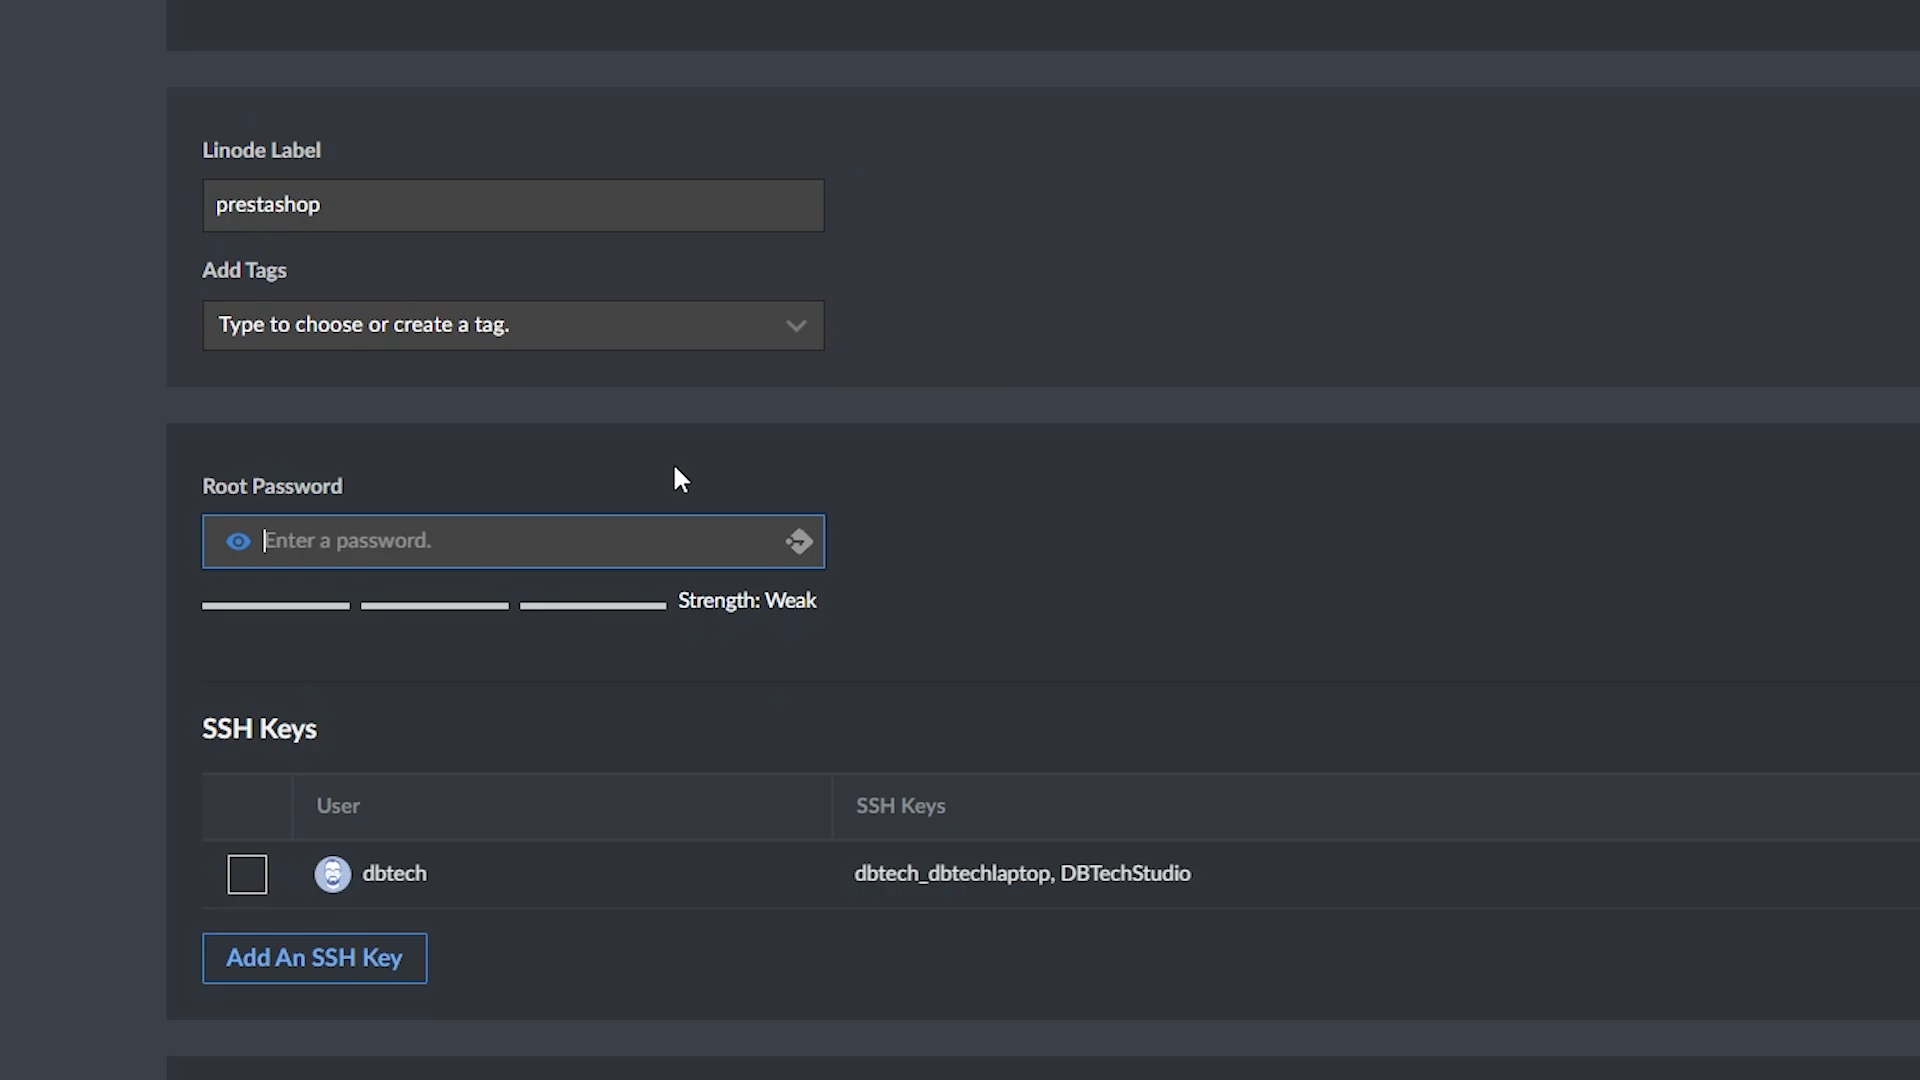 Linode Label
prestashop
Add Tags
Type to choose or create a tag.
Root Password
Enter a password.
Strength: Weak
SSH Keys
User SSH Keys
dbtech dbtech_dbtechlaptop, DBTechStudio
Add An SSH Key